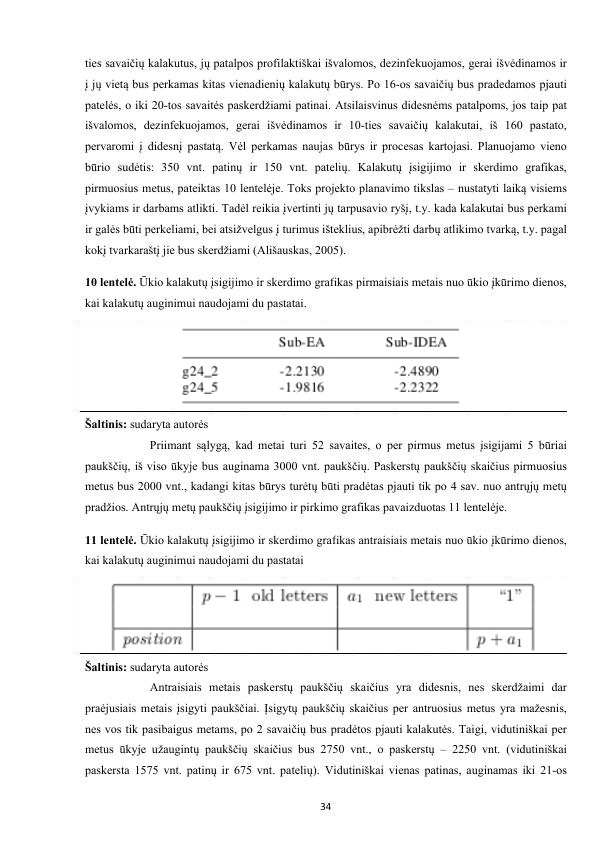 ties savaičių kalakutus, jų patalpos profilaktiškai išvalomos, dezinfekuojamos, gerai išvėdinamos ir
į jų vietą bus perkamas kitas vienadienių kalakutų būrys. Po 16-os savaičių bus pradedamos pjauti
patelės, o iki 20-tos savaitės paskerdžiami patinai. Atsilaisvinus didesnėms patalpoms, jos taip pat
išvalomos, dezinfekuojamos, gerai išvėdinamos ir 10-ties savaičių kalakutai, iš 160 pastato,
pervaromi į didesnį pastatą. Vėl perkamas naujas būrys ir procesas kartojasi. Planuojamo vieno
būrio sudėtis: 350 vnt. patinų ir 150 vnt. patelių. Kalakutų įsigijimo ir skerdimo grafikas,
pirmuosius metus, pateiktas 10 lentelėje. Toks projekto planavimo tikslas – nustatyti laiką visiems
įvykiams ir darbams atlikti. Tadėl reikia įvertinti jų tarpusavio ryšį, t.y. kada kalakutai bus perkami
ir galės būti perkeliami, bei atsižvelgus į turimus išteklius, apibrėžti darbų atlikimo tvarką, t.y. pagal
kokį tvarkaraštį jie bus skerdžiami (Ališauskas, 2005).
10 lentelė. Ūkio kalakutų įsigijimo ir skerdimo grafikas pirmaisiais metais nuo ūkio įkūrimo dienos,
kai kalakutų auginimui naudojami du pastatai.
Sub-EA Sub-IDEA
g24_2 -2.2130 -2.4890
g24_5 -1.9816 -2.2322
Šaltinis: sudaryta autorės
Priimant sąlygą, kad metai turi 52 savaites, o per pirmus metus įsigijami 5 būriai
paukščių, iš viso ūkyje bus auginama 3000 vnt. paukščių. Paskerstų paukščių skaičius pirmuosius
metus bus 2000 vnt., kadangi kitas būrys turėtų būti pradėtas pjauti tik po 4 sav. nuo antrųjų metų
pradžios. Antrųjų metų paukščių įsigijimo ir pirkimo grafikas pavaizduotas 11 lentelėje.
11 lentelė. Ūkio kalakutų įsigijimo ir skerdimo grafikas antraisiais metais nuo ūkio įkūrimo dienos,
kai kalakutų auginimui naudojami du pastatai
p − 1 old letters a₁ new letters “1”
position p + a₁
Šaltinis: sudaryta autorės
Antraisiais metais paskerstų paukščių skaičius yra didesnis, nes skerdžaimi dar
praėjusiais metais įsigyti paukščiai. Įsigytų paukščių skaičius per antruosius metus yra mažesnis,
nes vos tik pasibaigus metams, po 2 savaičių bus pradėtos pjauti kalakutės. Taigi, vidutiniškai per
metus ūkyje užaugintų paukščių skaičius bus 2750 vnt., o paskerstų – 2250 vnt. (vidutiniškai
paskersta 1575 vnt. patinų ir 675 vnt. patelių). Vidutiniškai vienas patinas, auginamas iki 21-os
34